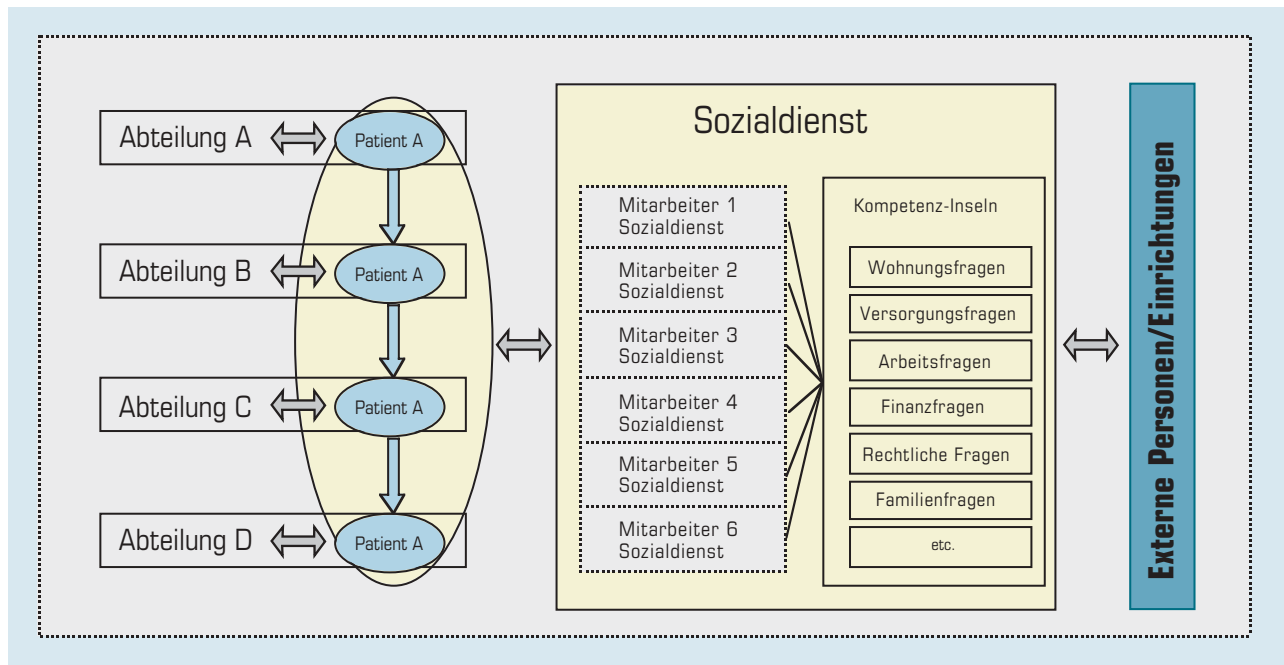 Abteilung A
Patient A
Abteilung B
Patient A
Abteilung C
Patient A
Abteilung D
Patient A
Sozialdienst
Mitarbeiter 1
Sozialdienst
Mitarbeiter 2
Sozialdienst
Mitarbeiter 3
Sozialdienst
Mitarbeiter 4
Sozialdienst
Mitarbeiter 5
Sozialdienst
Mitarbeiter 6
Sozialdienst
Kompetenz-Inseln
Wohnungsfragen
Versorgungsfragen
Arbeitsfragen
Finanzfragen
Rechtliche Fragen
Familienfragen
etc.
Externe Personen/Einrichtungen